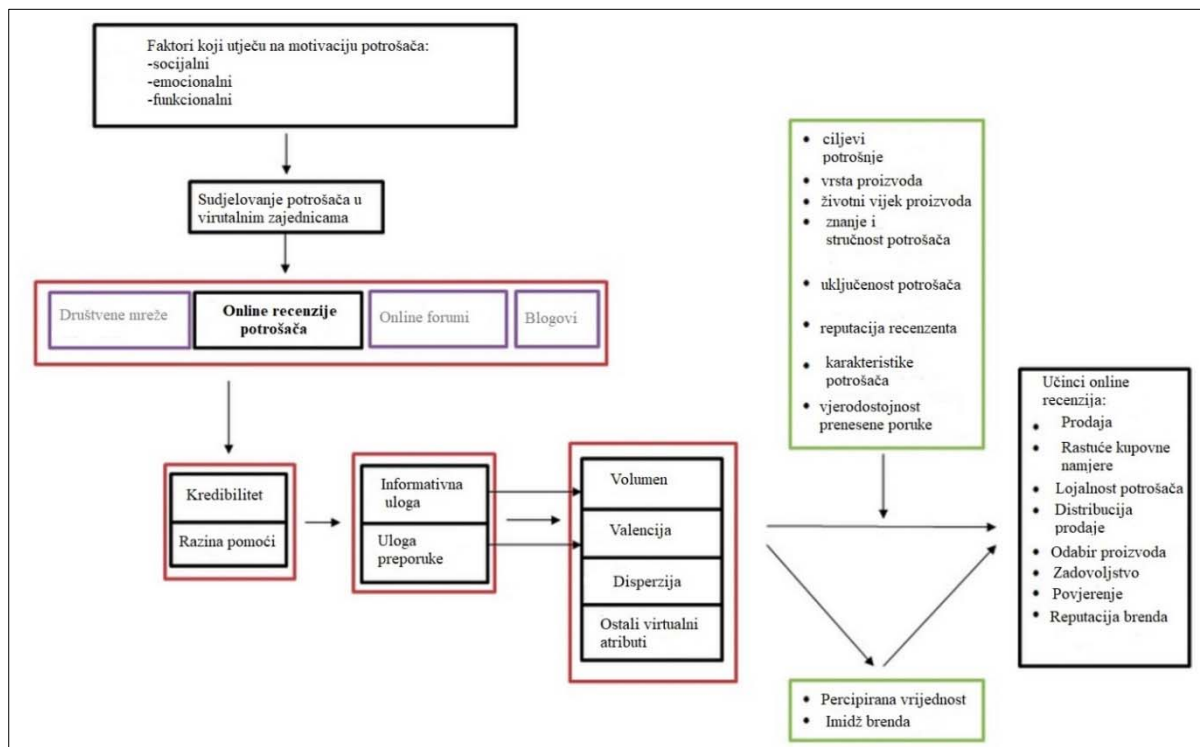 Faktori koji utječu na motivaciju potrošača:
-socijalni
-emocionalni
-funkcionalni
Sudjelovanje potrošača u
virutalnim zajednicama
Društvene mreže
Online recenzije
potrošača
Online forumi
Blogovi
Kredibilitet
Razina pomoći
Informativna
uloga
Uloga
preporuke
Volumen
Valencija
Disperzija
Ostali virtualni
atributi
• ciljevi
potrošnje
• vrsta proizvoda
• životni vijek proizvoda
• znanje i
stručnost potrošača
• uključenost potrošača
• reputacija recenzenta
• karakteristike
potrošača
• vjerodostojnost
prenesene poruke
Učinci online
recenzija:
• Prodaja
• Rastuće kupovne
namjere
• Lojalnost potrošača
• Distribucija
prodaje
• Odabir proizvoda
• Zadovoljstvo
• Povjerenje
• Reputacija brenda
• Percipirana vrijednost
• Imidž brenda